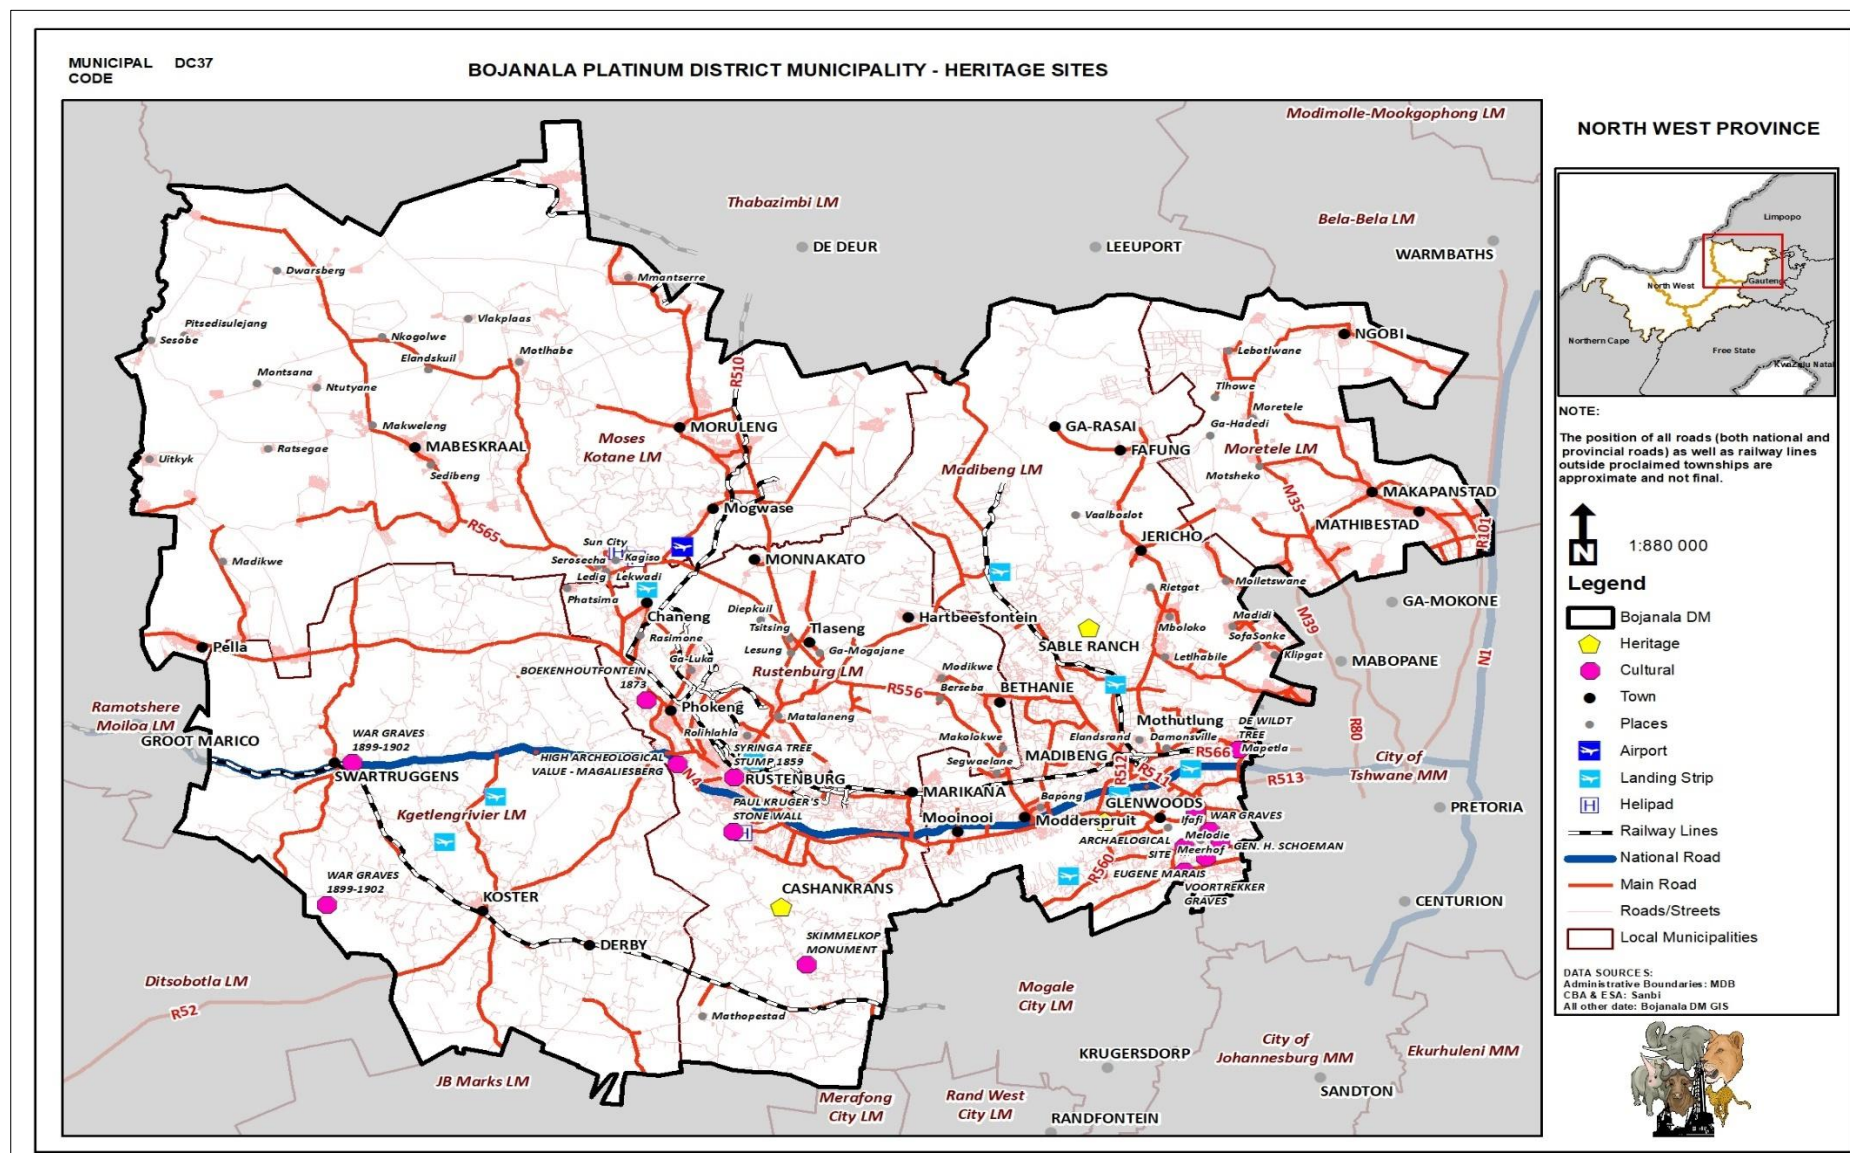 MUNICIPAL DC37
CODE
BOJANALA PLATINUM DISTRICT MUNICIPALITY - HERITAGE SITES
Modimolle-Mookgophong LM
Thabazimbi LM
Bela-Bela LM
DE DEUR
LEEUPORT
WARMBATHS
Dwarsberg
Mmantserre
Pitsedisulejang
Sesobe
Vlakplaas
Nkogolwe
Elandskuil
Motlhabe
Montsana
Ntutyane
R510
NGOBI
Lebotlwane
Tlhowe
Moretele
Ga-Hadedi
Makweleng
MABESKRAAL
Ratsegae
Uitkyk
Sedibeng
MORULENG
Moses
Kotane LM
GA-RASAI
FAFUNG
Madibeng LM
Moretele LM
Motsheko
M35
MAKAPANSTAD
MATHIBESTAD
R101
Mogwase
Vaalboslot
JERICHO
R565
Sun City
Serosecha
Kagiso
Ledig
Lekwadi
Phatsima
MONNAKATO
Madikwe
Moiletswane
Rietgat
GA-MOKONE
M39
Chaneng
Diepkuil
Tsitsing
Tlaseng
Hartbeesfontein
Rasimone
Lesung
Ga-Mogajane
Ga-Luka
Madidi
Mboloko
SofaSonke
Letlhabile
Klipgat
MABOPANE
N1
SABLE RANCH
Pella
BOEKENHOUTFONTEIN
1873
Rustenburg LM
Modikwe
R556
Berseba
BETHANIE
Phokeng
Matalaneng
Rolihlahla
Ramotshere
Moiloa LM
GROOT MARICO
WAR GRAVES
1899-1902
SWARTRUGGENS
HIGH ARCHEOLOGICAL
VALUE - MAGALIESBERG
N4
SYRINGA TREE
STUMP 1859
RUSTENBURG
Makolokwe
Segwaelane
Mothutlung
Elandsrand
Damonsville
MADIBENG
DE WILDT
TREE
Mapetla
R566
R512
R511
R513
R80
City of
Tshwane MM
PAUL KRUGER'S
STONE WALL
MARIKANA
Mooinooi
Bapong
Modderspruit
GLENWOODS
Ifafi
WAR GRAVES
Melodie
PRETORIA
Kgetlengrivier LM
ARCHAELOGICAL
SITE
Meerhof
GEN. H. SCHOEMAN
R560
EUGENE MARAIS
VOORTREKKER
GRAVES
WAR GRAVES
1899-1902
KOSTER
CASHANKRANS
CENTURION
DERBY
SKIMMELKOP
MONUMENT
Ditsobotla LM
R52
Mathopestad
Mogale
City LM
JB Marks LM
Merafong
City LM
Rand West
City LM
KRUGERSDORP
RANDFONTEIN
City of
Johannesburg MM
SANDTON
Ekurhuleni MM
NORTH WEST PROVINCE
Limpopo
North West
Gauteng
Northern Cape
Free State
KwaZulu Natal
NOTE:
The position of all roads (both national and
provincial roads) as well as railway lines
outside proclaimed townships are
approximate and not final.
N
1:880 000
Legend
Bojanala DM
Heritage
Cultural
Town
Places
Airport
Landing Strip
H Helipad
Railway Lines
National Road
Main Road
Roads/Streets
Local Municipalities
DATA SOURCES:
Administrative Boundaries: MDB
CBA & ESA: Sanbi
All other date: Bojanala DM GIS